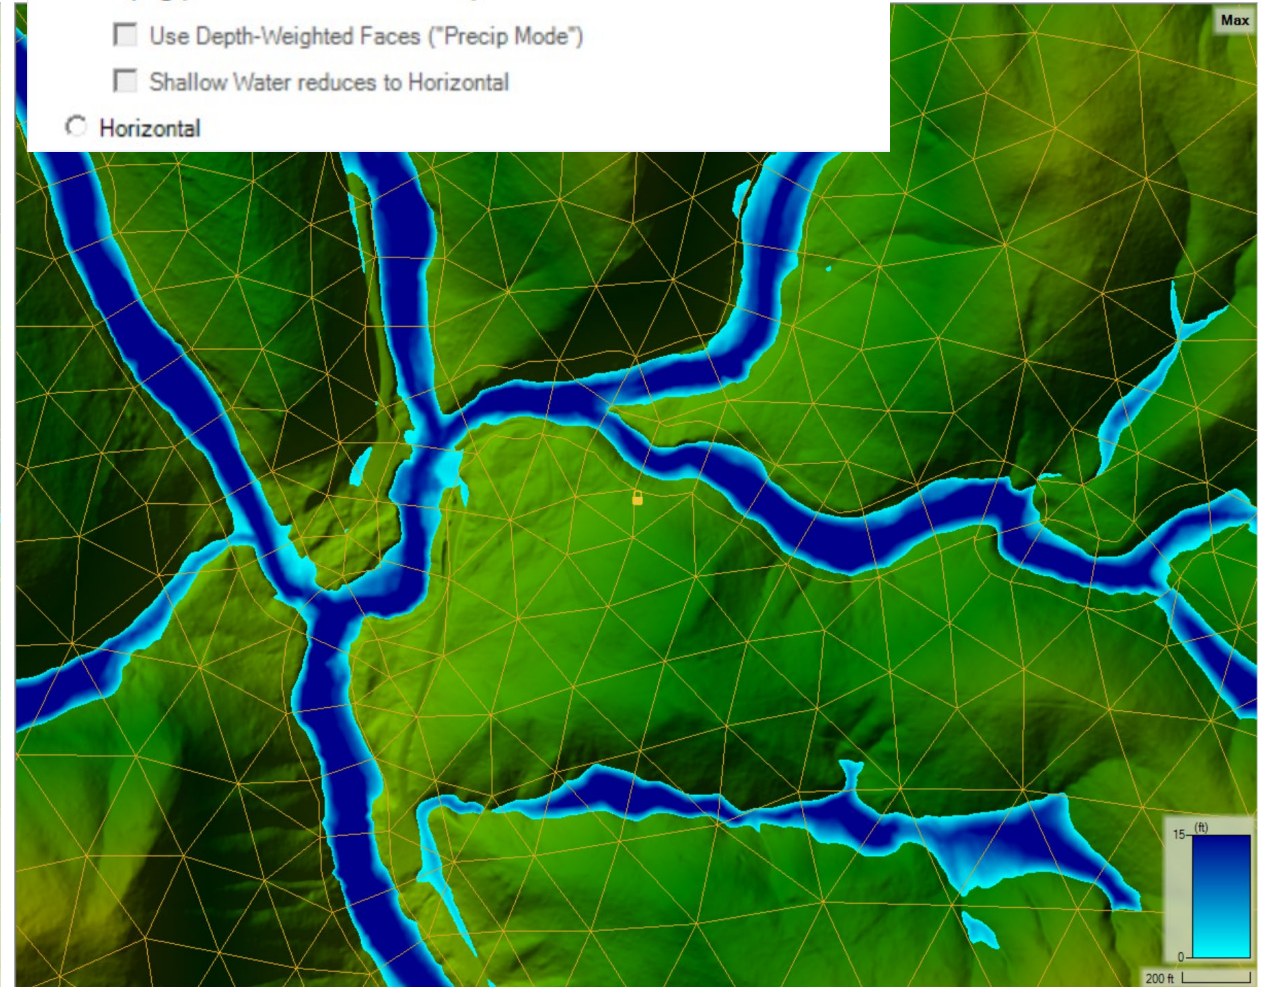 Use Depth-Weighted Faces ("Precip Mode")
Shallow Water reduces to Horizontal
Horizontal
Max
(ft)
15
0
200 ft